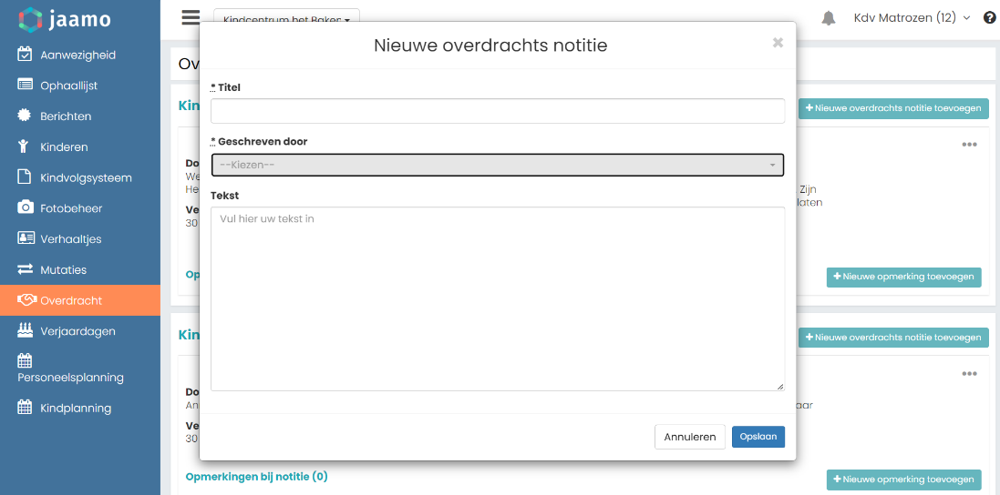 jaamo
Kindcentrum het Baken
Kdv Matrozen (12)
Aanwezigheid
Ophaallijst
Berichten
Kinderen
Kindvolgsysteem
Fotobeheer
Verhaaltjes
Mutaties
Overdracht
Verjaardagen
Personeelsplanning
Kindplanning
Nieuwe overdrachts notitie
* Titel
* Geschreven door
--Kiezen--
Tekst
Vul hier uw tekst in
Annuleren
Opslaan
Ov
Kin
+ Nieuwe overdrachts notitie toevoegen
Do
We
He
Zijn
laten
Ve
30
Op
+ Nieuwe opmerking toevoegen
Kin
+ Nieuwe overdrachts notitie toevoegen
Do
An
aar
Ve
30
Opmerkingen bij notitie (0)
+ Nieuwe opmerking toevoegen